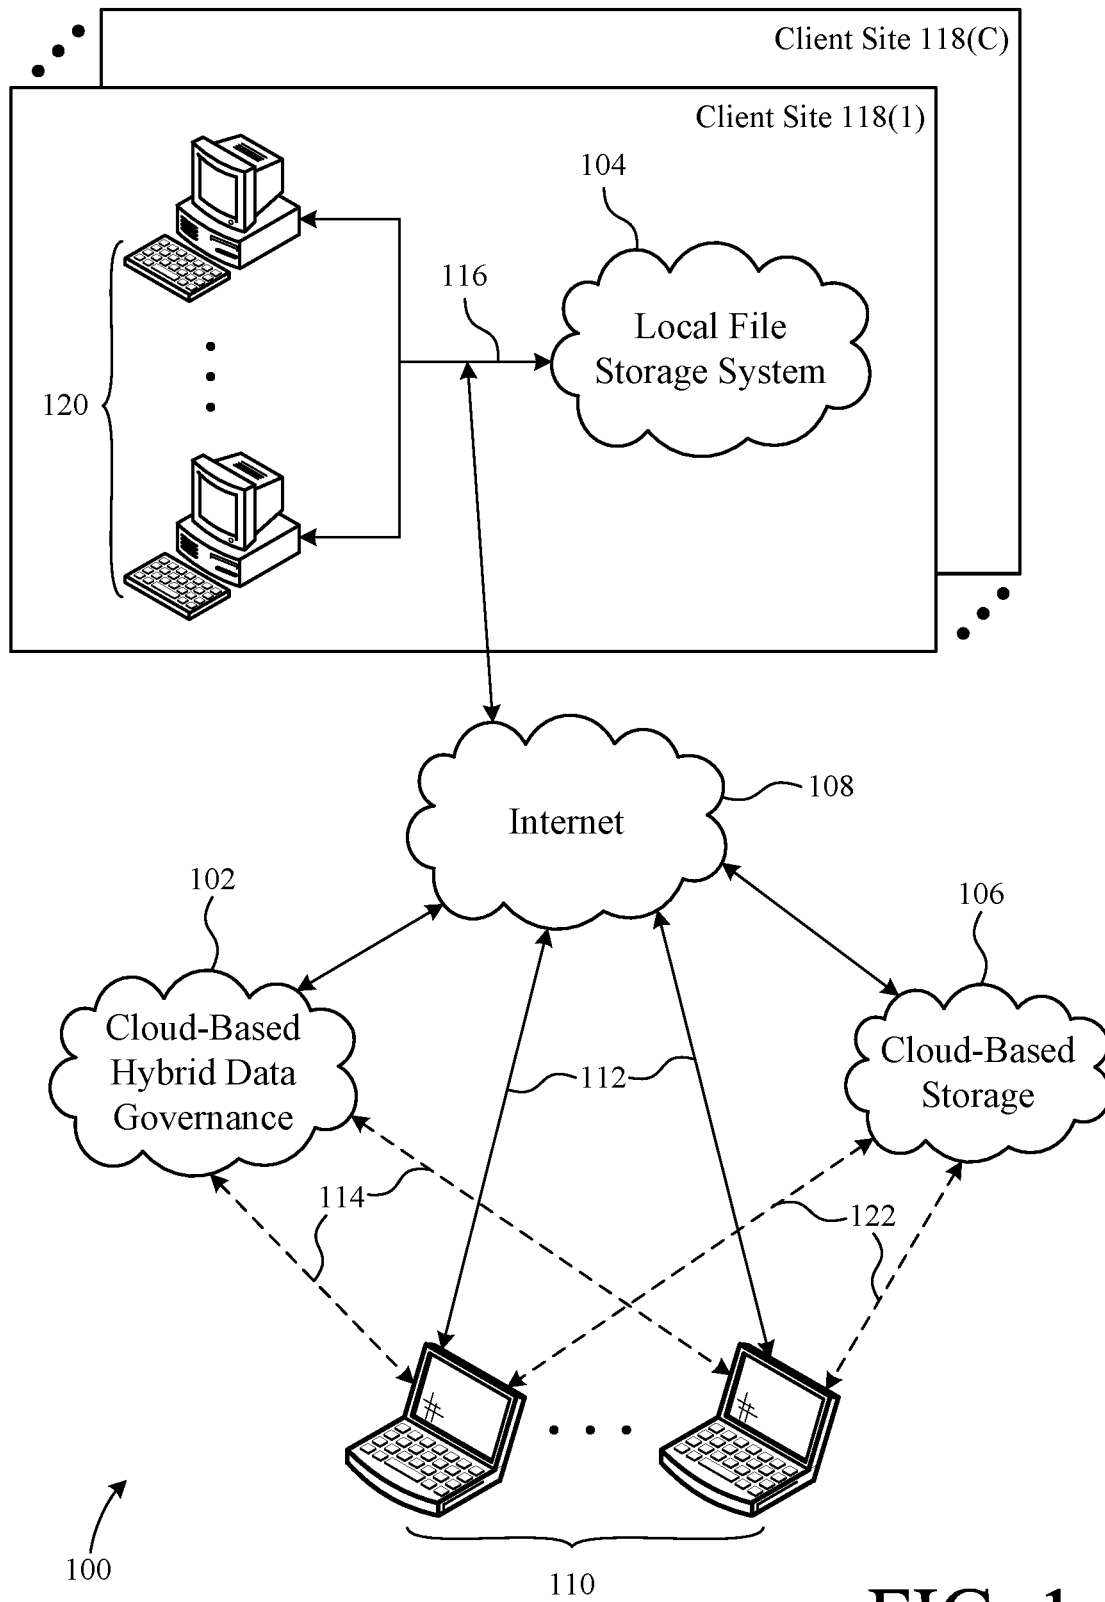 Client Site 118(C)
Client Site 118(1)
104
116
Local File
Storage System
120
108
Internet
102
106
Cloud-Based
Hybrid Data
Governance
Cloud-Based
Storage
112
114
122
100
110